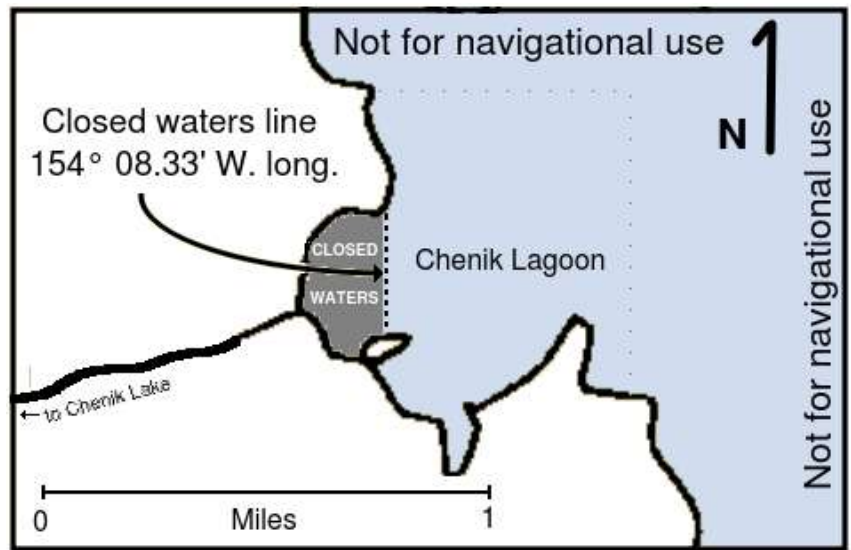 Not for navigational use
N
Closed waters line
154° 08.33' W. long.
CLOSED
WATERS
Chenik Lagoon
Not for navigational use
← to Chenik Lake
0 Miles 1